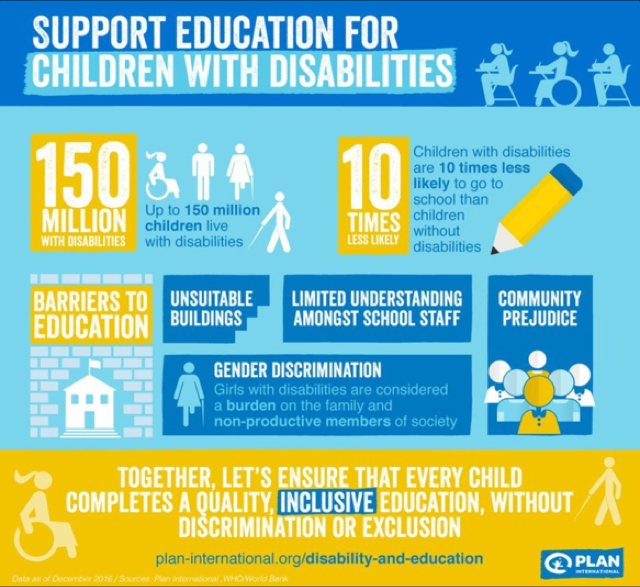 SUPPORT EDUCATION FOR
CHILDREN WITH DISABILITIES
150
MILLION
WITH DISABILITIES
Up to 150 million
children live
with disabilities
10
TIMES
LESS LIKELY
Children with disabilities
are 10 times less
likely to go to
school than
children
without
disabilities
BARRIERS TO
EDUCATION
UNSUITABLE
BUILDINGS
LIMITED UNDERSTANDING
AMONGST SCHOOL STAFF
COMMUNITY
PREJUDICE
GENDER DISCRIMINATION
Girls with disabilities are considered
a burden on the family and
non-productive members of society
TOGETHER, LET'S ENSURE THAT EVERY CHILD
COMPLETES A QUALITY, INCLUSIVE EDUCATION, WITHOUT
DISCRIMINATION OR EXCLUSION
plan-international.org/disability-and-education
PLAN
INTERNATIONAL
Data as of December 2016 / Sources: Plan International, WHO/World Bank